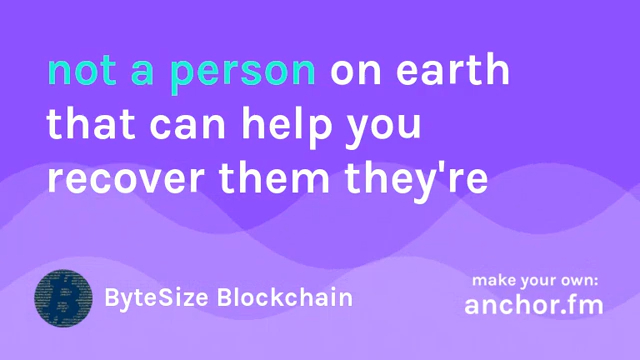 not a person on earth
that can help you
recover them they're
ByteSize Blockchain
make your own:
anchor.fm